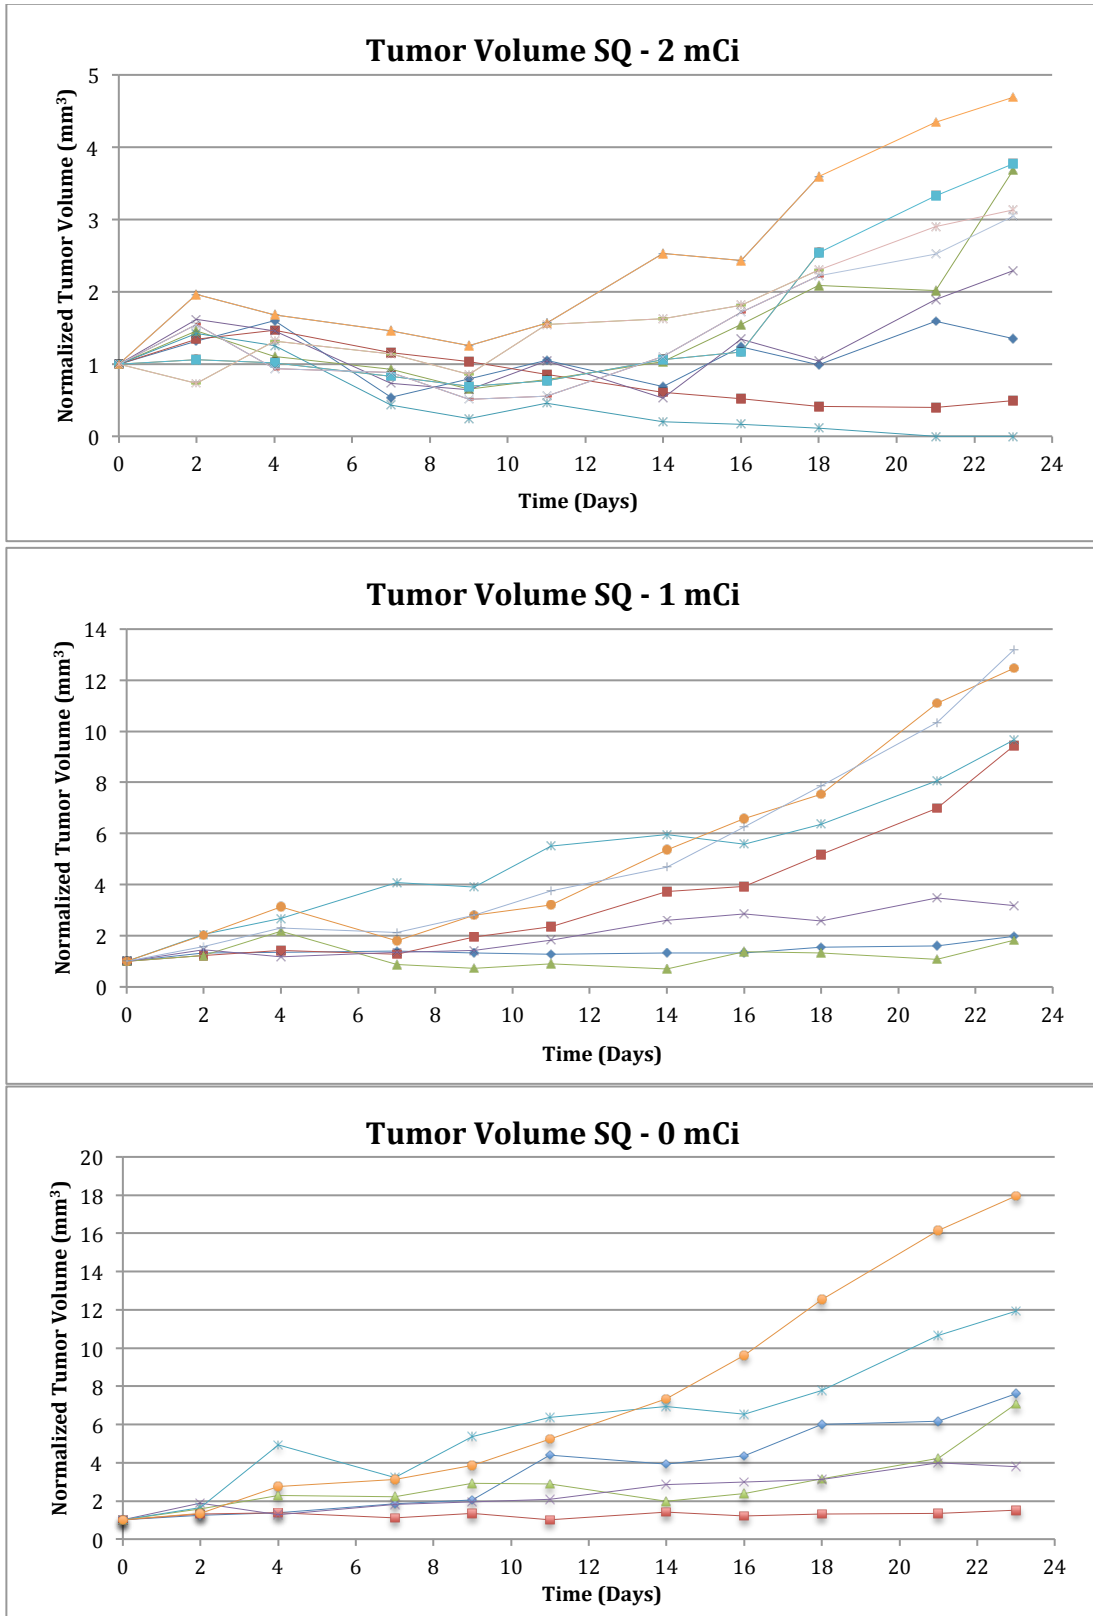 Tumor Volume SQ - 2 mCi
Normalized Tumor Volume (mm³)
5
4
3
2
1
0
0 2 4 6 8 10 12 14 16 18 20 22 24
Time (Days)
Tumor Volume SQ - 1 mCi
Normalized Tumor Volume (mm³)
14
12
10
8
6
4
2
0
0 2 4 6 8 10 12 14 16 18 20 22 24
Time (Days)
Tumor Volume SQ - 0 mCi
Normalized Tumor Volume (mm³)
20
18
16
14
12
10
8
6
4
2
0
0 2 4 6 8 10 12 14 16 18 20 22 24
Time (Days)